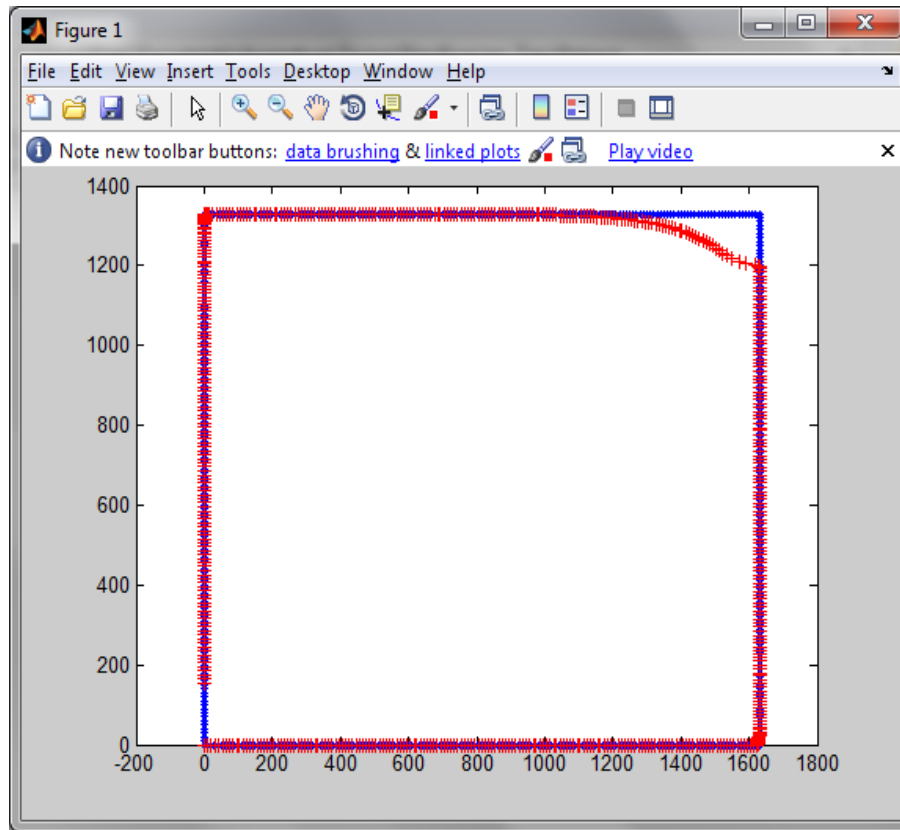 Figure 1
File Edit View Insert Tools Desktop Window Help
Note new toolbar buttons: data brushing & linked plots Play video
1400
1200
1000
800
600
400
200
0
-200 0 200 400 600 800 1000 1200 1400 1600 1800